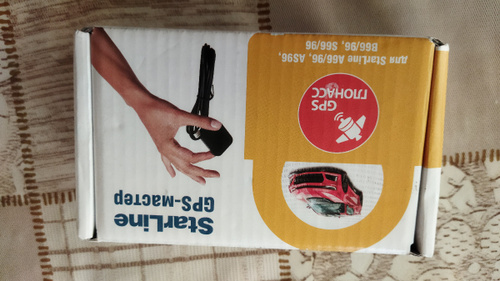 StarLine
GPS-мастер
GPS
ГЛОНАСС
для StarLine A66/96, AS96,
B66/96, S66/96